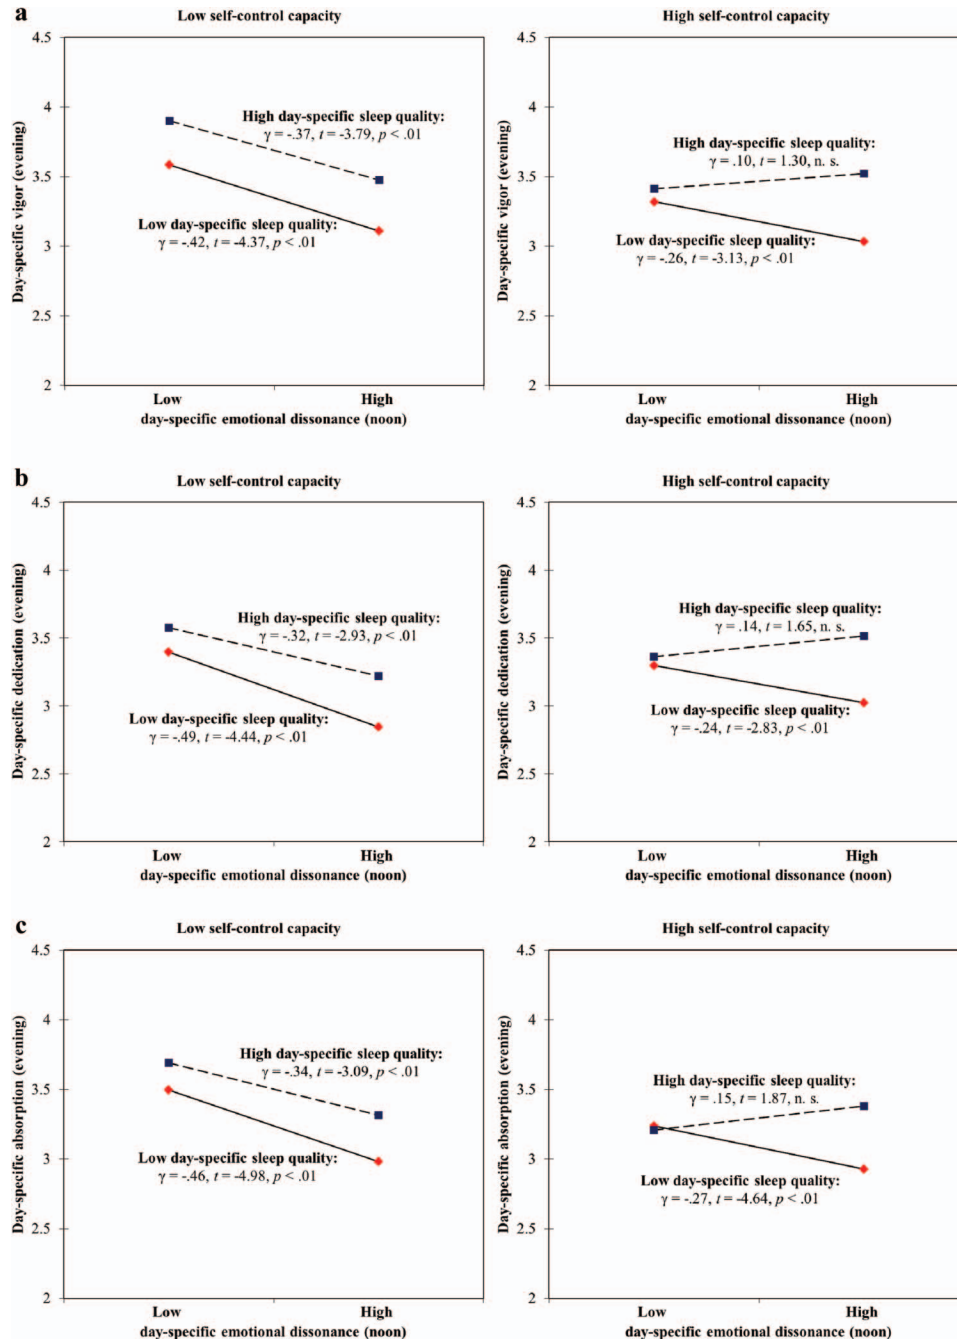 a
Low self-control capacity
4.5
4
3.5
3
2.5
2
Day-specific vigor (evening)
High day-specific sleep quality:
γ = -.37, t = -3.79, p < .01
Low day-specific sleep quality:
γ = -.42, t = -4.37, p < .01
Low
High
day-specific emotional dissonance (noon)
High self-control capacity
4.5
4
3.5
3
2.5
2
Day-specific vigor (evening)
High day-specific sleep quality:
γ = .10, t = 1.30, n. s.
Low day-specific sleep quality:
γ = -.26, t = -3.13, p < .01
Low
High
day-specific emotional dissonance (noon)
b
Low self-control capacity
4.5
4
3.5
3
2.5
2
Day-specific dedication (evening)
High day-specific sleep quality:
γ = -.32, t = -2.93, p < .01
Low day-specific sleep quality:
γ = -.49, t = -4.44, p < .01
Low
High
day-specific emotional dissonance (noon)
High self-control capacity
4.5
4
3.5
3
2.5
2
Day-specific dedication (evening)
High day-specific sleep quality:
γ = .14, t = 1.65, n. s.
Low day-specific sleep quality:
γ = -.24, t = -2.83, p < .01
Low
High
day-specific emotional dissonance (noon)
c
Low self-control capacity
4.5
4
3.5
3
2.5
2
Day-specific absorption (evening)
High day-specific sleep quality:
γ = -.34, t = -3.09, p < .01
Low day-specific sleep quality:
γ = -.46, t = -4.98, p < .01
Low
High
day-specific emotional dissonance (noon)
High self-control capacity
4.5
4
3.5
3
2.5
2
Day-specific absorption (evening)
High day-specific sleep quality:
γ = .15, t = 1.87, n. s.
Low day-specific sleep quality:
γ = -.27, t = -4.64, p < .01
Low
High
day-specific emotional dissonance (noon)